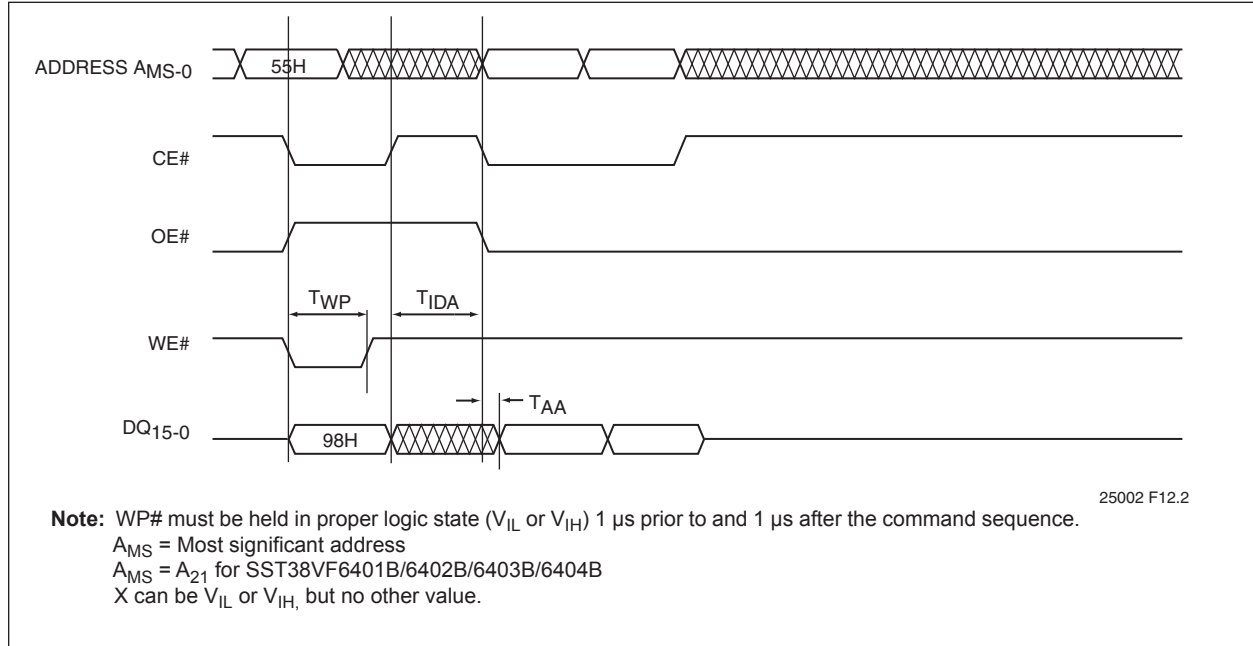 ADDRESS AMS-0
55H
CE#
OE#
TWP
TIDA
WE#
TAA
DQ15-0
98H
25002 F12.2
Note: WP# must be held in proper logic state (VIL or VIH) 1 µs prior to and 1 µs after the command sequence.
AMS = Most significant address
AMS = A21 for SST38VF6401B/6402B/6403B/6404B
X can be VIL or VIH, but no other value.